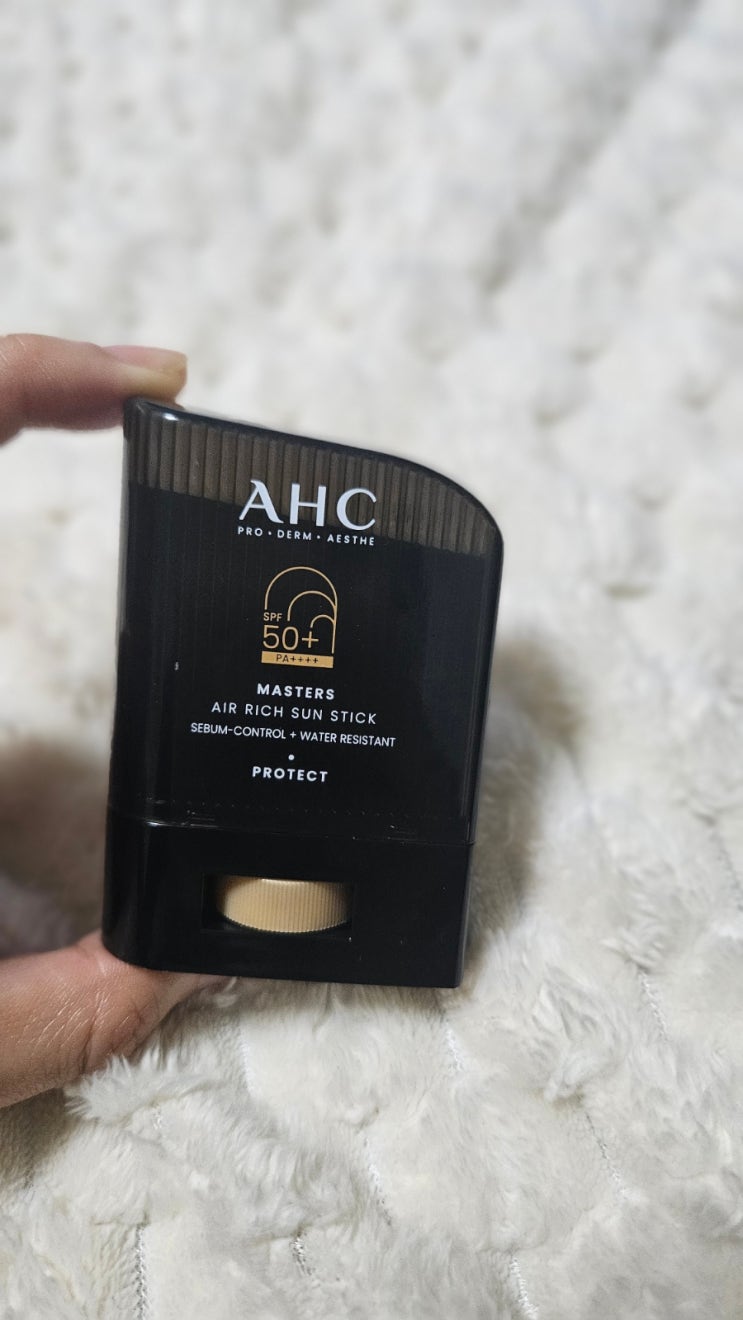 AHC
PRO • DERM • AESTHE
SPF
50+
PA++++
MASTERS
AIR RICH SUN STICK
SEBUM-CONTROL + WATER RESISTANT
•
PROTECT